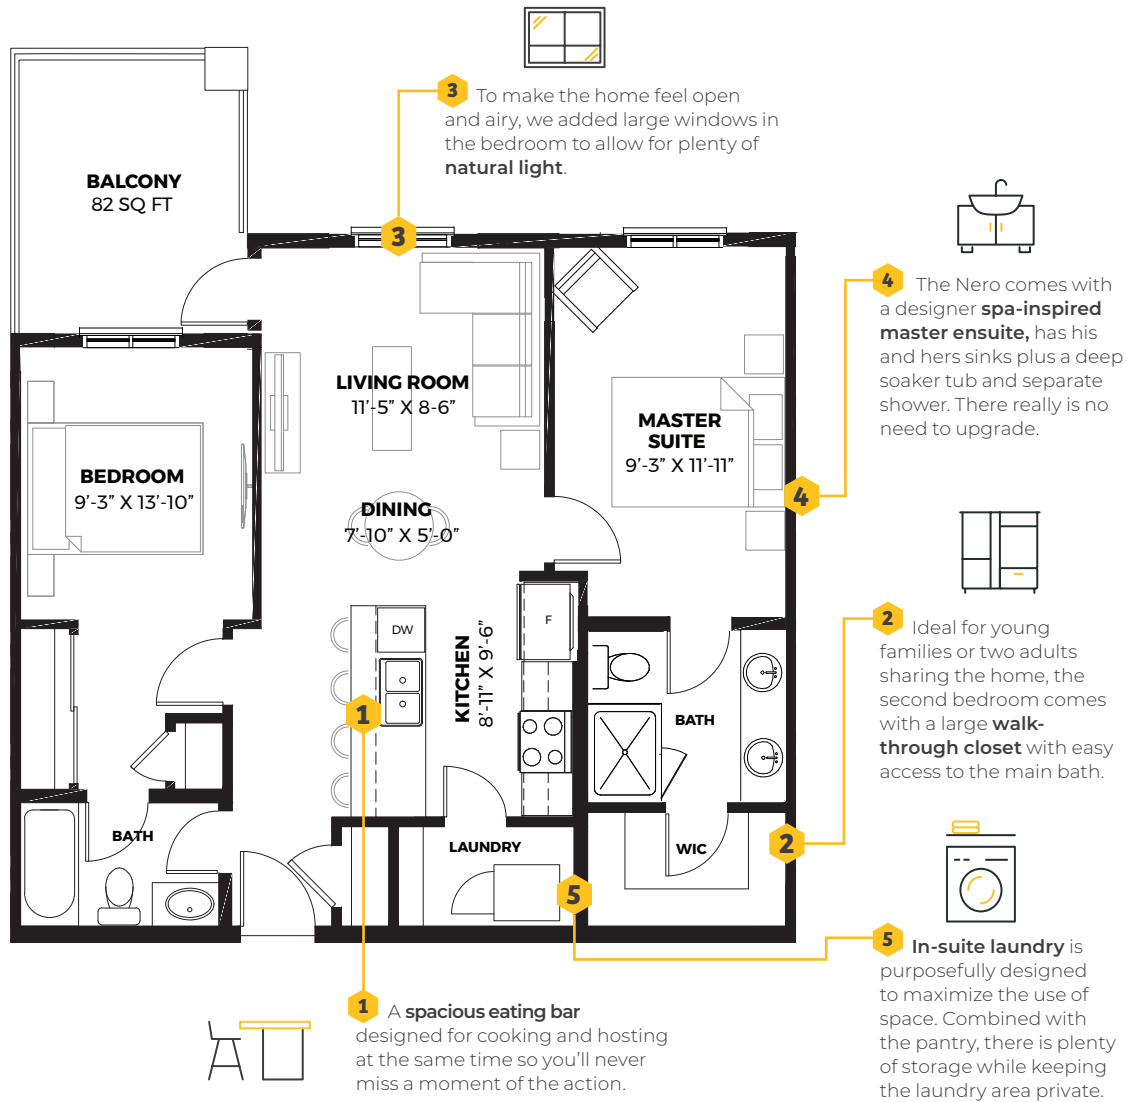 3 To make the home feel open
and airy, we added large windows in
the bedroom to allow for plenty of
natural light.
BALCONY
82 SQ FT
3
4 The Nero comes with
a designer spa-inspired
master ensuite, has his
and hers sinks plus a deep
soaker tub and separate
shower. There really is no
need to upgrade.
LIVING ROOM
11'-5" X 8-6"
MASTER
SUITE
9'-3" X 11'-11"
BEDROOM
9'-3" X 13'-10"
4
DINING
7'-10" X 5'-0"
F
DW
KITCHEN
8'-11" X 9'-6"
2 Ideal for young
families or two adults
sharing the home, the
second bedroom comes
with a large walk-
through closet with easy
access to the main bath.
1
BATH
BATH
LAUNDRY
WIC
2
5
5 In-suite laundry is
purposefully designed
to maximize the use of
space. Combined with
the pantry, there is plenty
of storage while keeping
the laundry area private.
1 A spacious eating bar
designed for cooking and hosting
at the same time so you'll never
miss a moment of the action.